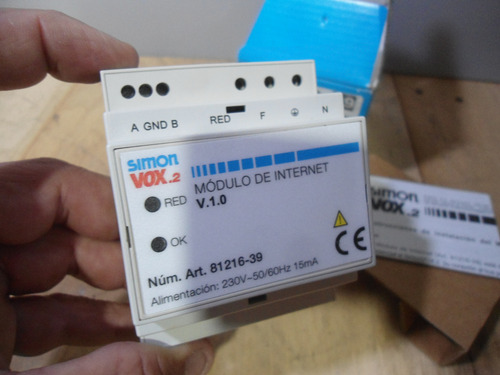 A GND B RED F N
simon
VOX.2
MÓDULO DE INTERNET
V.1.0
RED
OK
Núm. Art. 81216-39
Alimentación: 230V~50/60Hz 15mA
CE
simon
VOX.2